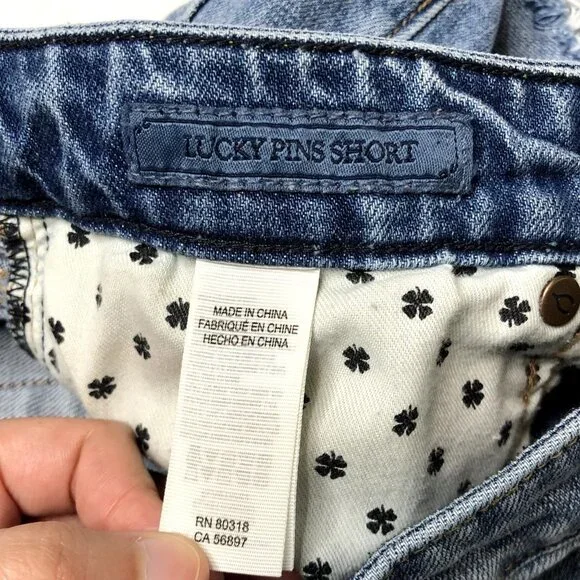 LUCKY PINS SHORT
MADE IN CHINA
FABRIQUÉ EN CHINE
HECHO EN CHINA
RN 80318
CA 56897